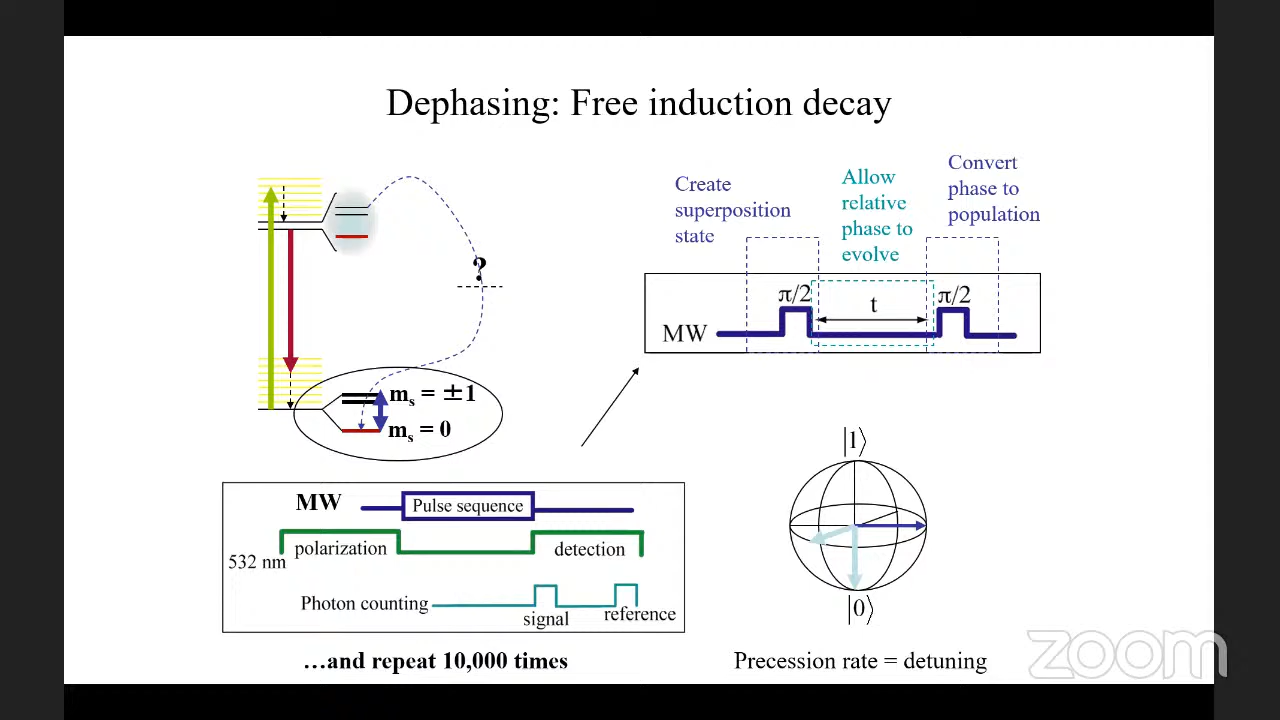 Dephasing: Free induction decay
Create
superposition
state
Allow
relative
phase to
evolve
Convert
phase to
population
π/2
t
π/2
MW
?
mₛ = ±1
mₛ = 0
MW
Pulse sequence
532 nm
polarization
detection
Photon counting
signal
reference
…and repeat 10,000 times
|1⟩
|0⟩
Precession rate = detuning
zoom